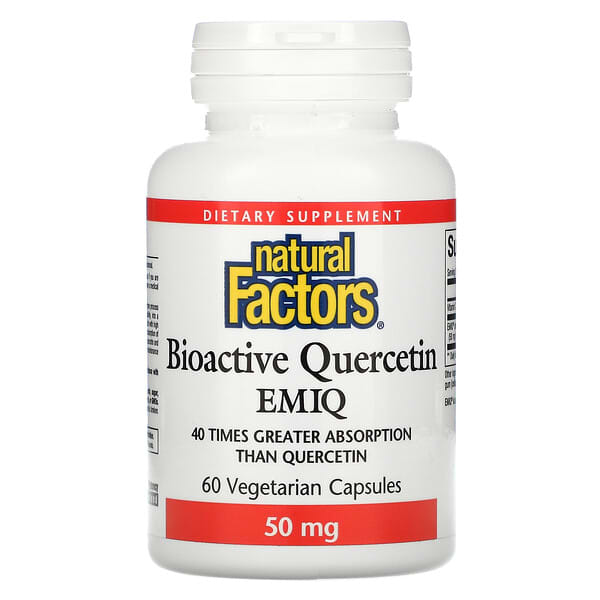 DIETARY SUPPLEMENT
natural
Factors®
Bioactive Quercetin
EMIQ
40 TIMES GREATER ABSORPTION
THAN QUERCETIN
60 Vegetarian Capsules
50 mg